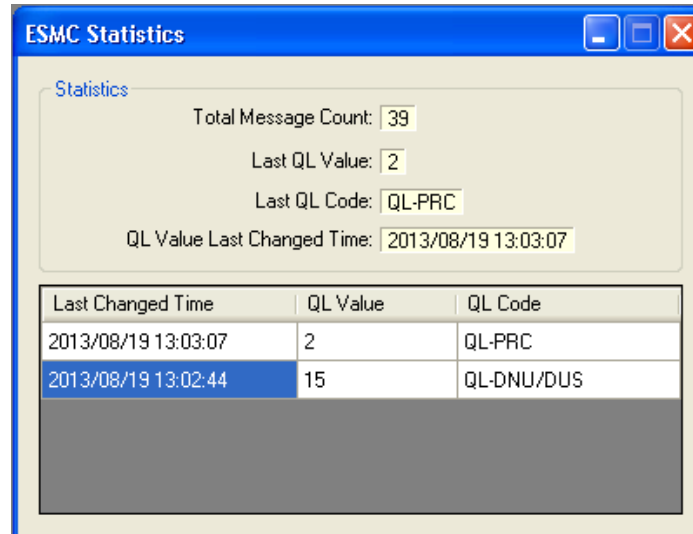 ESMC Statistics
Statistics
Total Message Count: 39
Last QL Value: 2
Last QL Code: QL-PRC
QL Value Last Changed Time: 2013/08/19 13:03:07
Last Changed Time QL Value QL Code
2013/08/19 13:03:07 2 QL-PRC
2013/08/19 13:02:44 15 QL-DNU/DUS